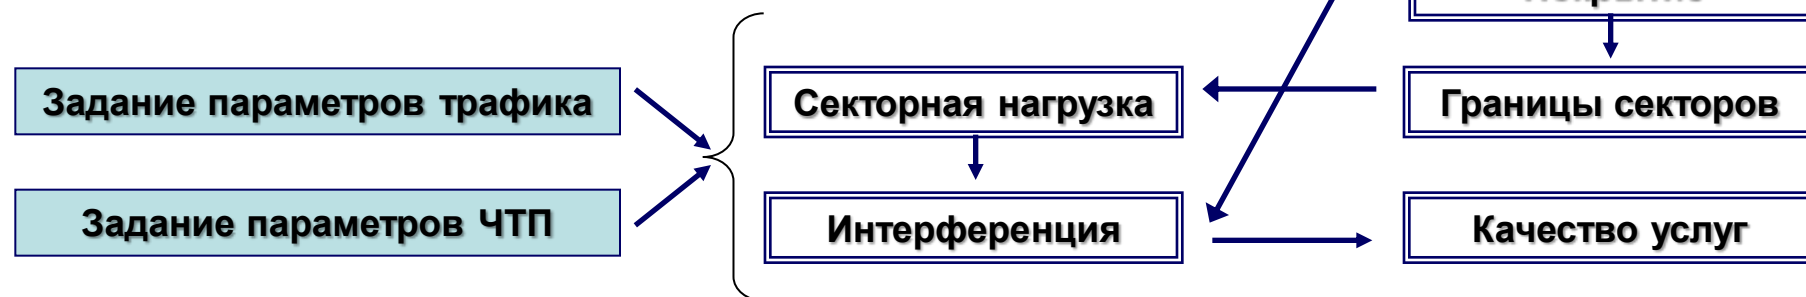 Задание параметров трафика
Секторная нагрузка
Границы секторов
Задание параметров ЧТП
Интерференция
Качество услуг